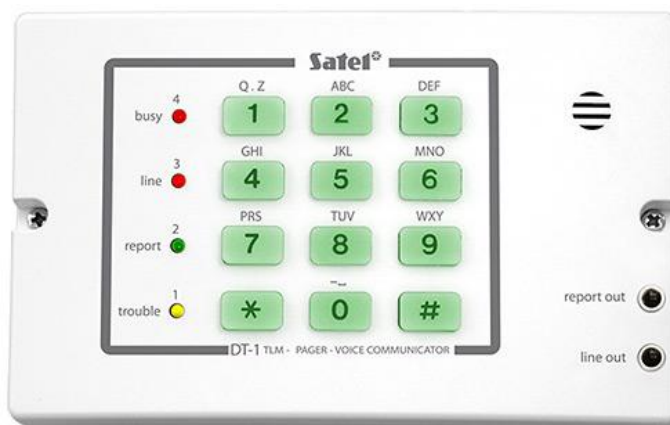 Satel
Q . Z ABC DEF
4
busy 1 2 3
GHI JKL MNO
3
line 4 5 6
PRS TUV WXY
2
report 7 8 9
1
trouble * 0 #
report out
line out
DT-1 TLM - PAGER - VOICE COMMUNICATOR